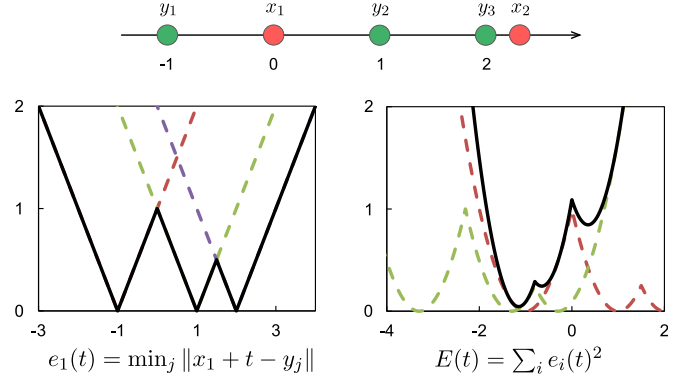 y₁ x₁ y₂ y₃ x₂
-1 0 1 2
2 2
1 1
0 0
-3 -1 1 3 -4 -2 0 2
e₁(t) = minⱼ ‖x₁ + t − yⱼ‖ E(t) = ∑ᵢ eᵢ(t)²